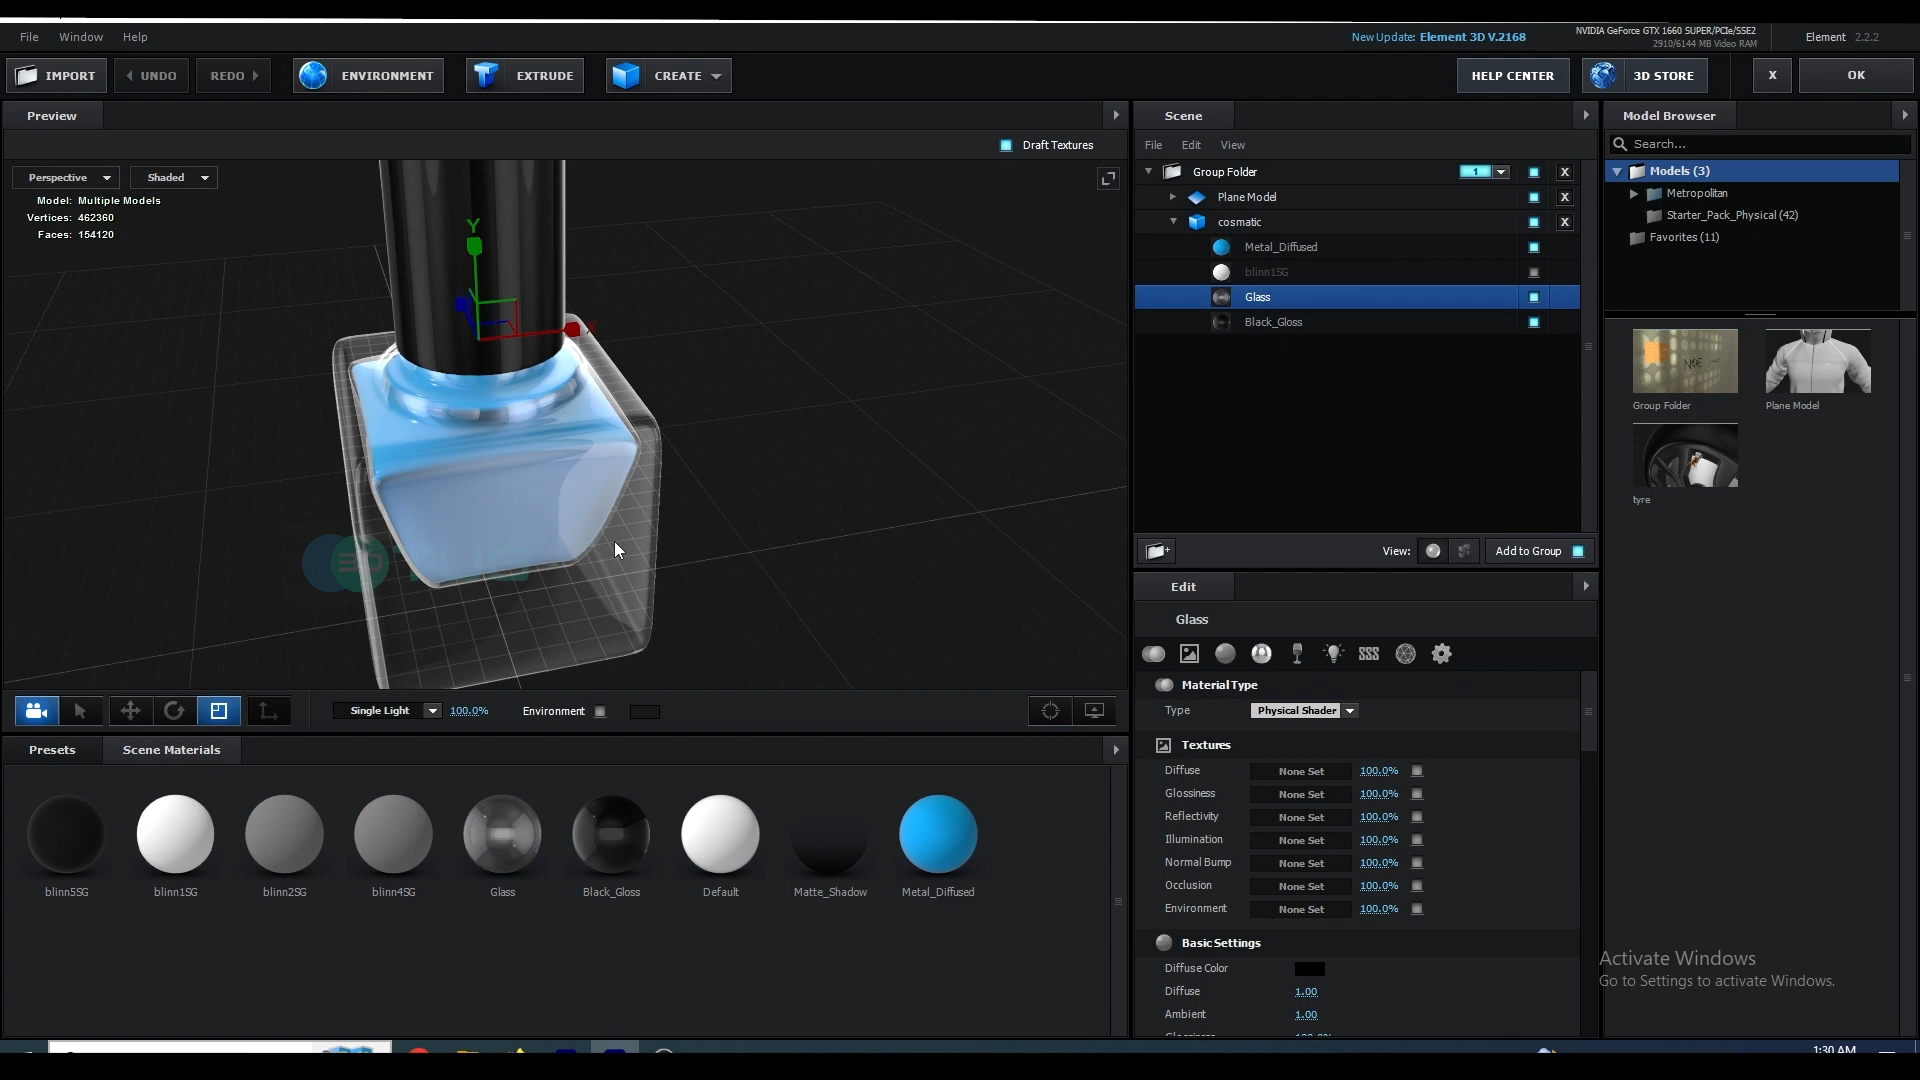 File Window Help
New Update: Element 3D V.2168
NVIDIA GeForce GTX 1660 SUPER/PCIe/SSE2
2910/6144 MB Video RAM
Element 2.2.2
IMPORT UNDO REDO ENVIRONMENT EXTRUDE CREATE HELP CENTER 3D STORE X OK
Preview
Draft Textures
Perspective Shaded
Model: Multiple Models
Vertices: 462360
Faces: 154120
Y
X
3D TUG
Single Light 100.0% Environment
Presets Scene Materials
blinn5SG blinn1SG blinn2SG blinn4SG Glass Black_Gloss Default Matte_Shadow Metal_Diffused
Scene
File Edit View
Group Folder 1 X
Plane Model X
cosmatic X
Metal_Diffused
blinn1SG
Glass
Black_Gloss
View: Add to Group
Edit
Glass
Material Type
Type Physical Shader
Textures
Diffuse None Set 100.0%
Glossiness None Set 100.0%
Reflectivity None Set 100.0%
Illumination None Set 100.0%
Normal Bump None Set 100.0%
Occlusion None Set 100.0%
Environment None Set 100.0%
Basic Settings
Diffuse Color
Diffuse 1.00
Ambient 1.00
Model Browser
Search...
Models (3)
Metropolitan
Starter_Pack_Physical (42)
Favorites (11)
Group Folder Plane Model
tyre
Activate Windows
Go to Settings to activate Windows.
1:30 AM